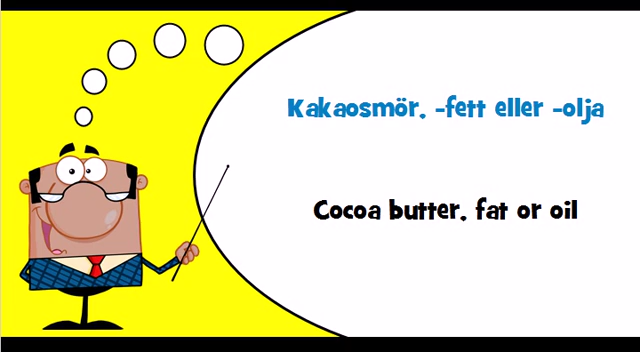 Kakaosmör, -fett eller -olja
Cocoa butter, fat or oil